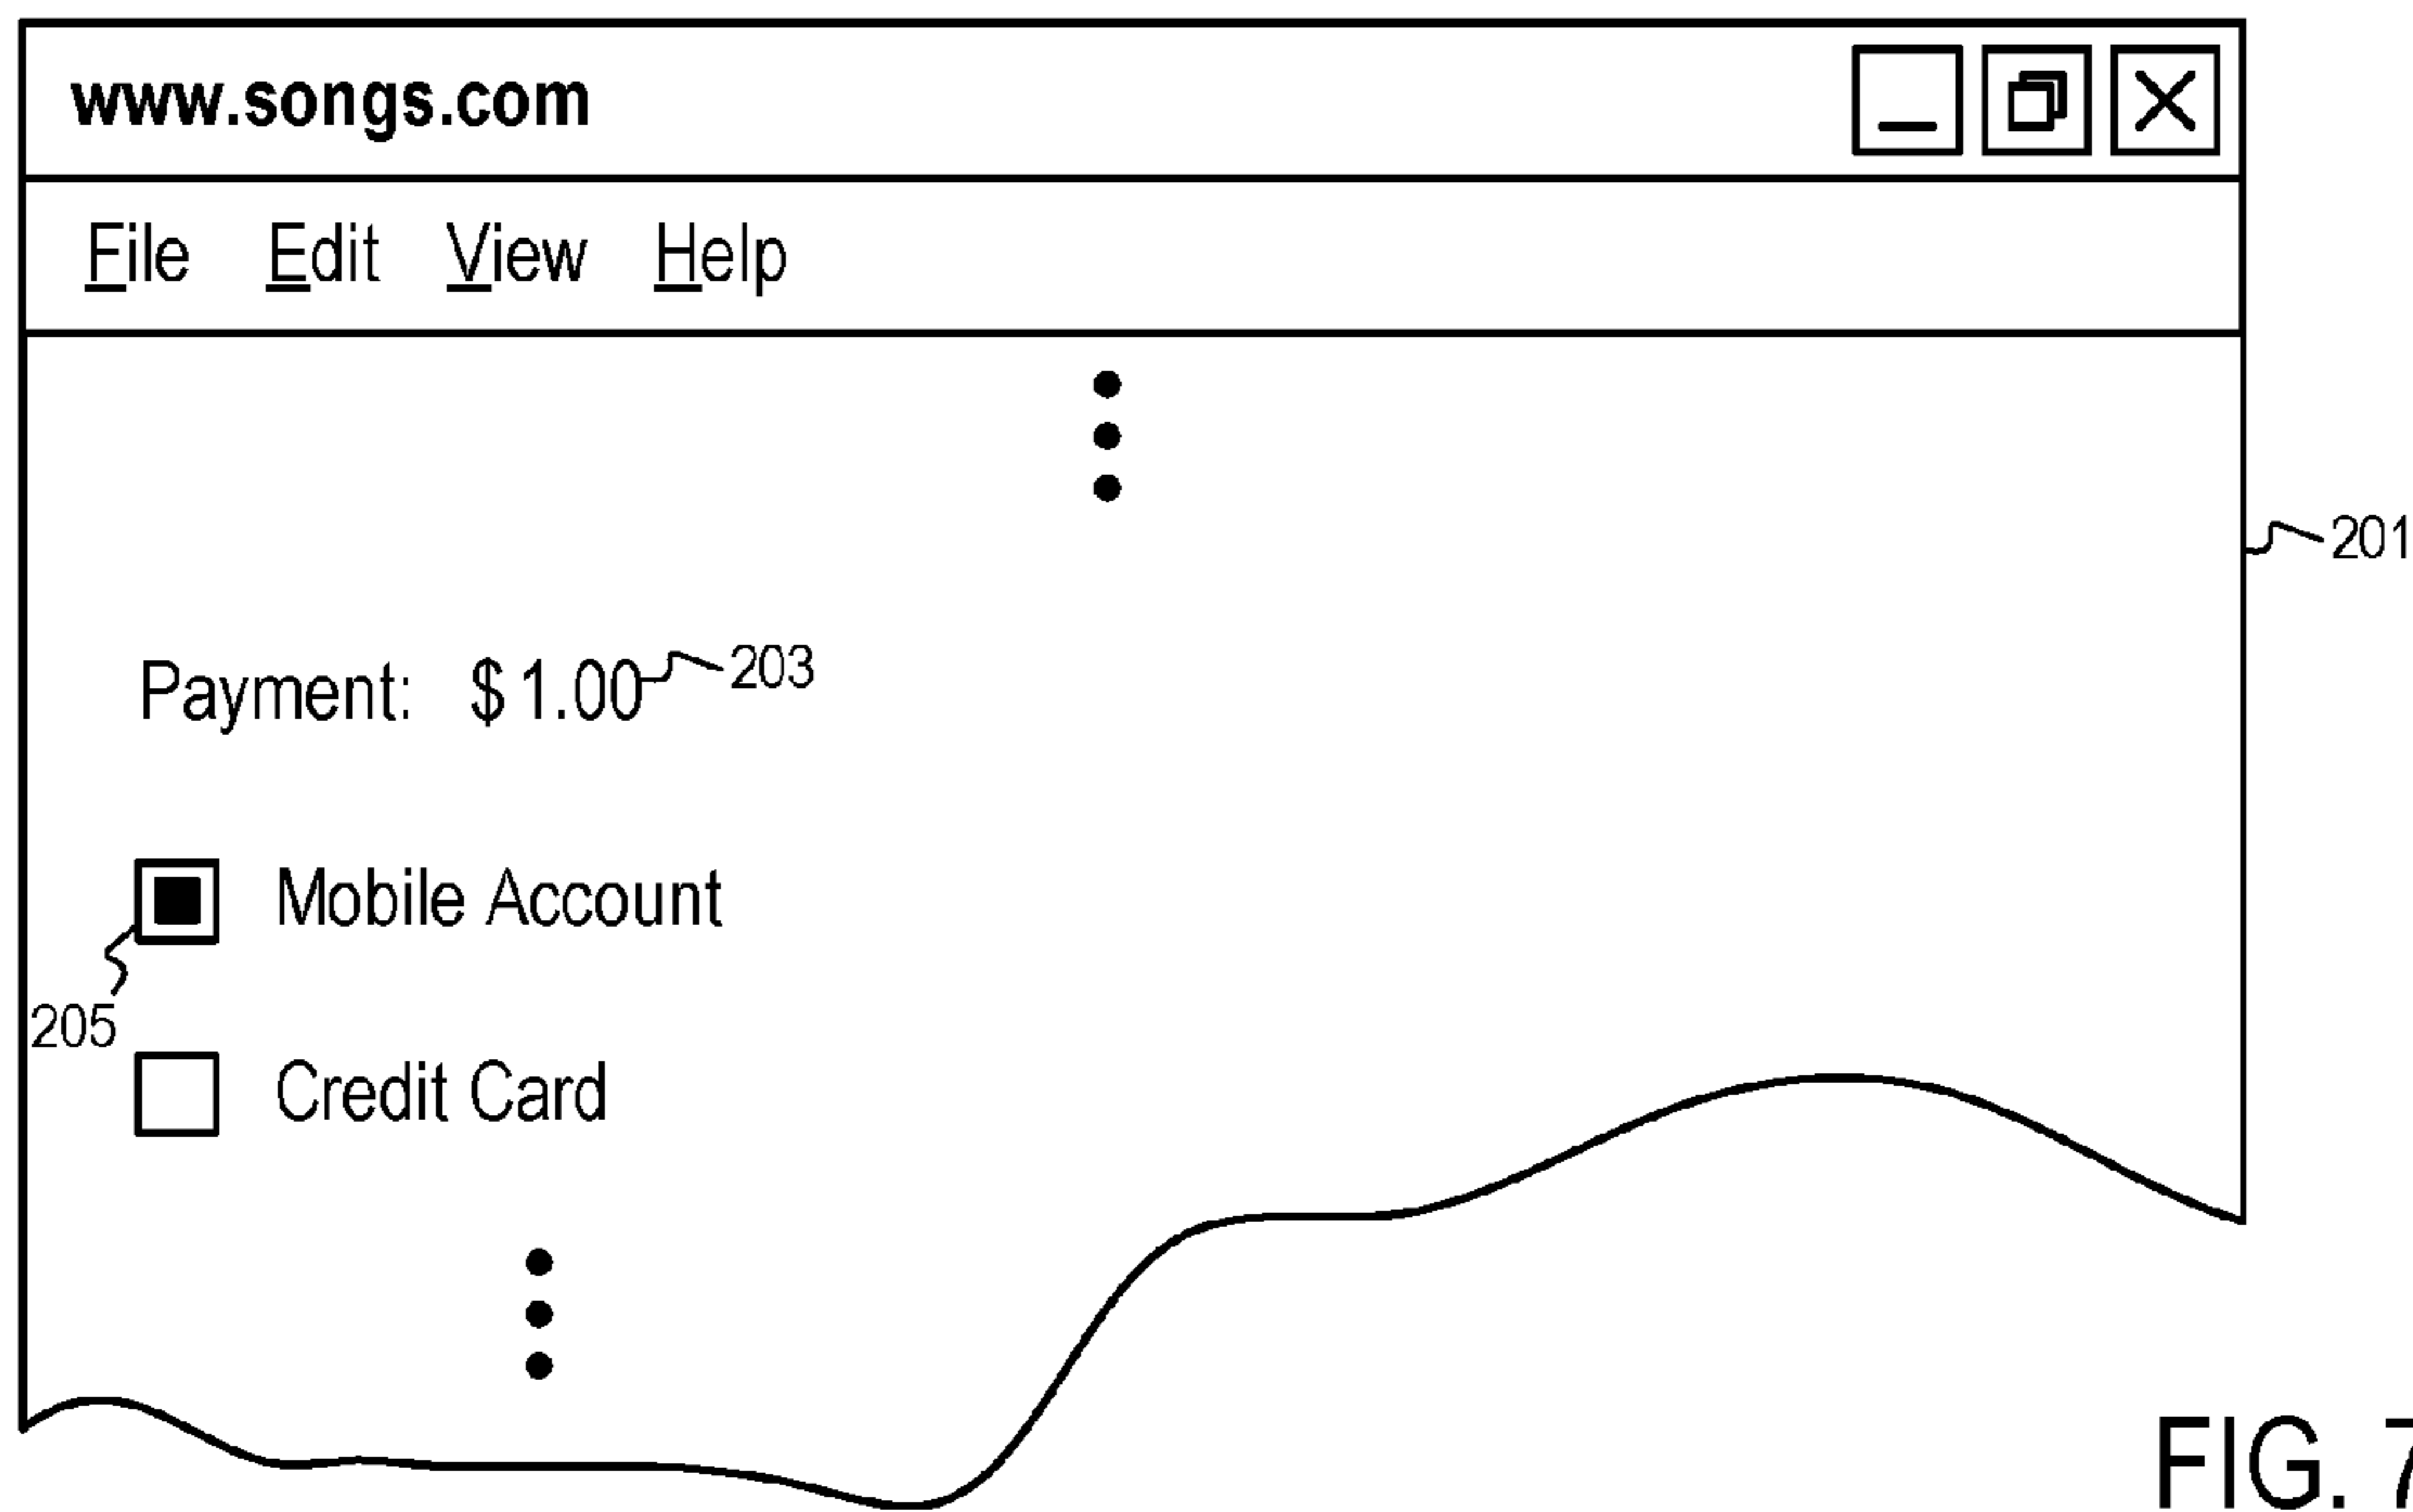 www.songs.com
File Edit View Help
201
Payment: $1.00 203
Mobile Account
205
Credit Card
FIG. 7